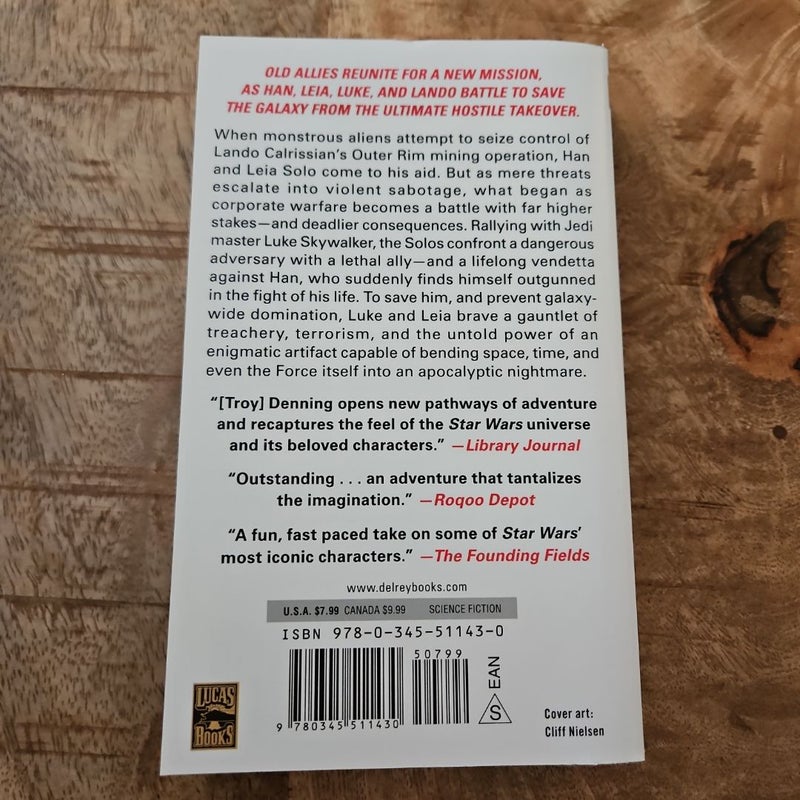 OLD ALLIES REUNITE FOR A NEW MISSION,
AS HAN, LEIA, LUKE, AND LANDO BATTLE TO SAVE
THE GALAXY FROM THE ULTIMATE HOSTILE TAKEOVER.
When monstrous aliens attempt to seize control of
Lando Calrissian's Outer Rim mining operation, Han
and Leia Solo come to his aid. But as mere threats
escalate into violent sabotage, what began as
corporate warfare becomes a battle with far higher
stakes—and deadlier consequences. Rallying with Jedi
master Luke Skywalker, the Solos confront a dangerous
adversary with a lethal ally—and a lifelong vendetta
against Han, who suddenly finds himself outgunned
in the fight of his life. To save him, and prevent galaxy-
wide domination, Luke and Leia brave a gauntlet of
treachery, terrorism, and the untold power of an
enigmatic artifact capable of bending space, time, and
even the Force itself into an apocalyptic nightmare.
“[Troy] Denning opens new pathways of adventure
and recaptures the feel of the Star Wars universe
and its beloved characters.” —Library Journal
“Outstanding . . . an adventure that tantalizes
the imagination.” —Roqoo Depot
“A fun, fast paced take on some of Star Wars’
most iconic characters.” —The Founding Fields
www.delreybooks.com
U.S.A. $7.99 CANADA $9.99 SCIENCE FICTION
ISBN 978-0-345-51143-0
50799
9 780345 511430
S EAN
LUCAS
BOOKS
Cover art:
Cliff Nielsen